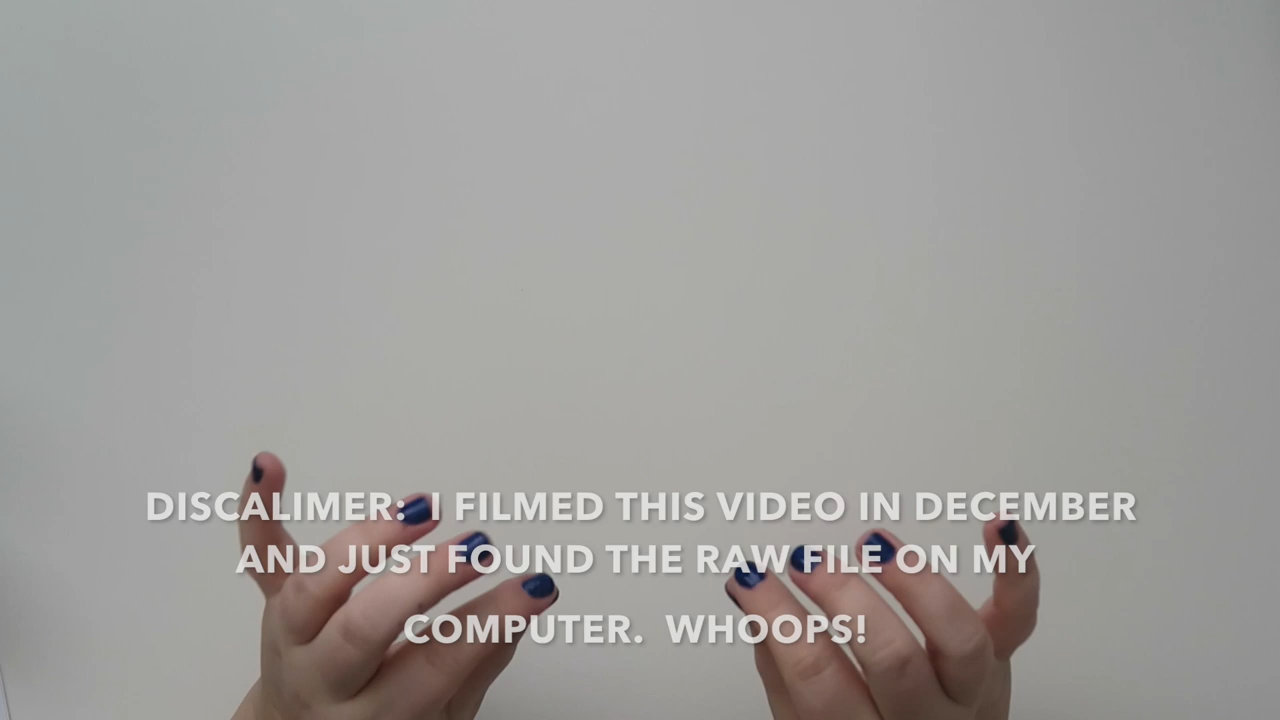 DISCALIMER:  I FILMED THIS VIDEO IN DECEMBER
AND JUST FOUND THE RAW FILE ON MY
COMPUTER.  WHOOPS!